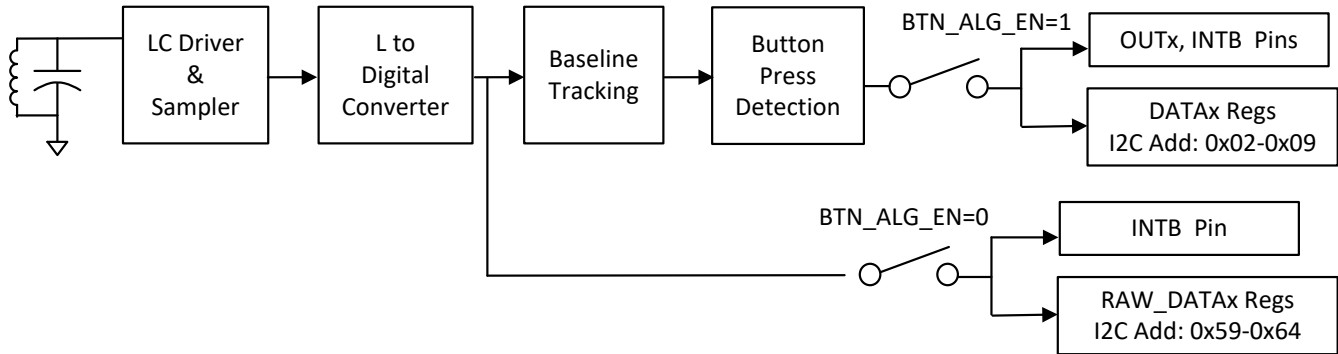 LC Driver
&
Sampler
L to
Digital
Converter
Baseline
Tracking
Button
Press
Detection
BTN_ALG_EN=1
OUTx, INTB Pins
DATAx Regs
I2C Add: 0x02-0x09
BTN_ALG_EN=0
INTB Pin
RAW_DATAx Regs
I2C Add: 0x59-0x64